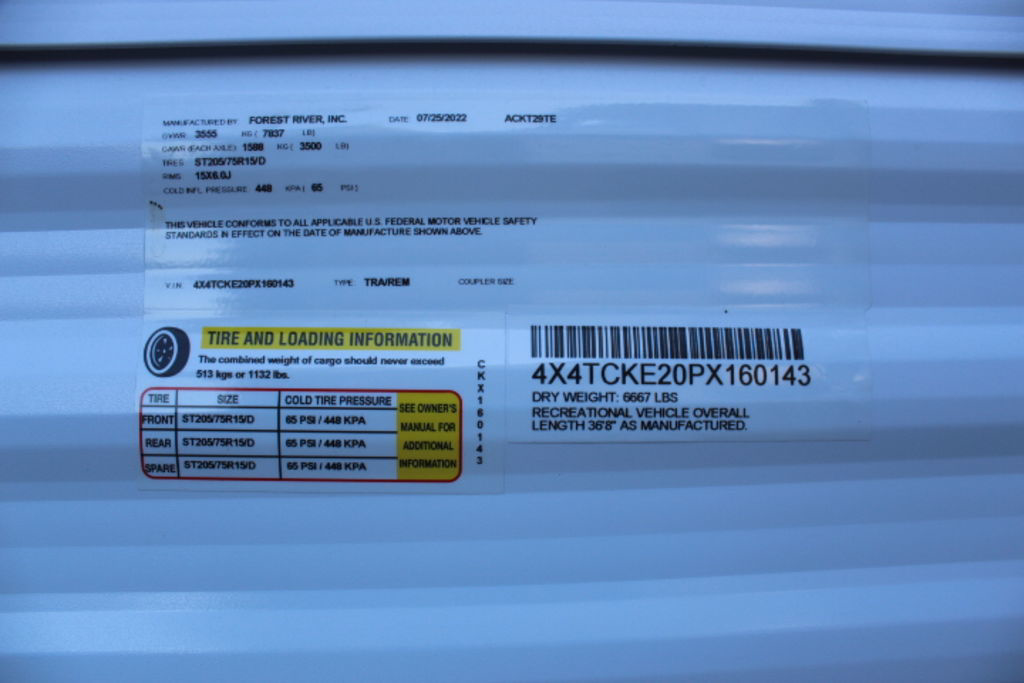 MANUFACTURED BY: FOREST RIVER, INC. DATE: 07/25/2022 ACKT29TE
GVWR: 3555 KG ( 7837 LB)
GAWR (EACH AXLE) 1588 KG ( 3500 LB)
TIRES ST205/75R15/D
RIMS 15X6.0J
COLD INFL. PRESSURE: 448 KPA ( 65 PSI)
THIS VEHICLE CONFORMS TO ALL APPLICABLE U.S. FEDERAL MOTOR VEHICLE SAFETY
STANDARDS IN EFFECT ON THE DATE OF MANUFACTURE SHOWN ABOVE.
V.I.N. 4X4TCKE20PX160143 TYPE: TRA/REM COUPLER SIZE
TIRE AND LOADING INFORMATION
The combined weight of cargo should never exceed
513 kgs or 1132 lbs.
TIRE SIZE COLD TIRE PRESSURE SEE OWNER'S
FRONT ST205/75R15/D 65 PSI / 448 KPA MANUAL FOR
REAR ST205/75R15/D 65 PSI / 448 KPA ADDITIONAL
SPARE ST205/75R15/D 65 PSI / 448 KPA INFORMATION
CKX160143
4X4TCKE20PX160143
DRY WEIGHT: 6667 LBS
RECREATIONAL VEHICLE OVERALL
LENGTH 36'8" AS MANUFACTURED.